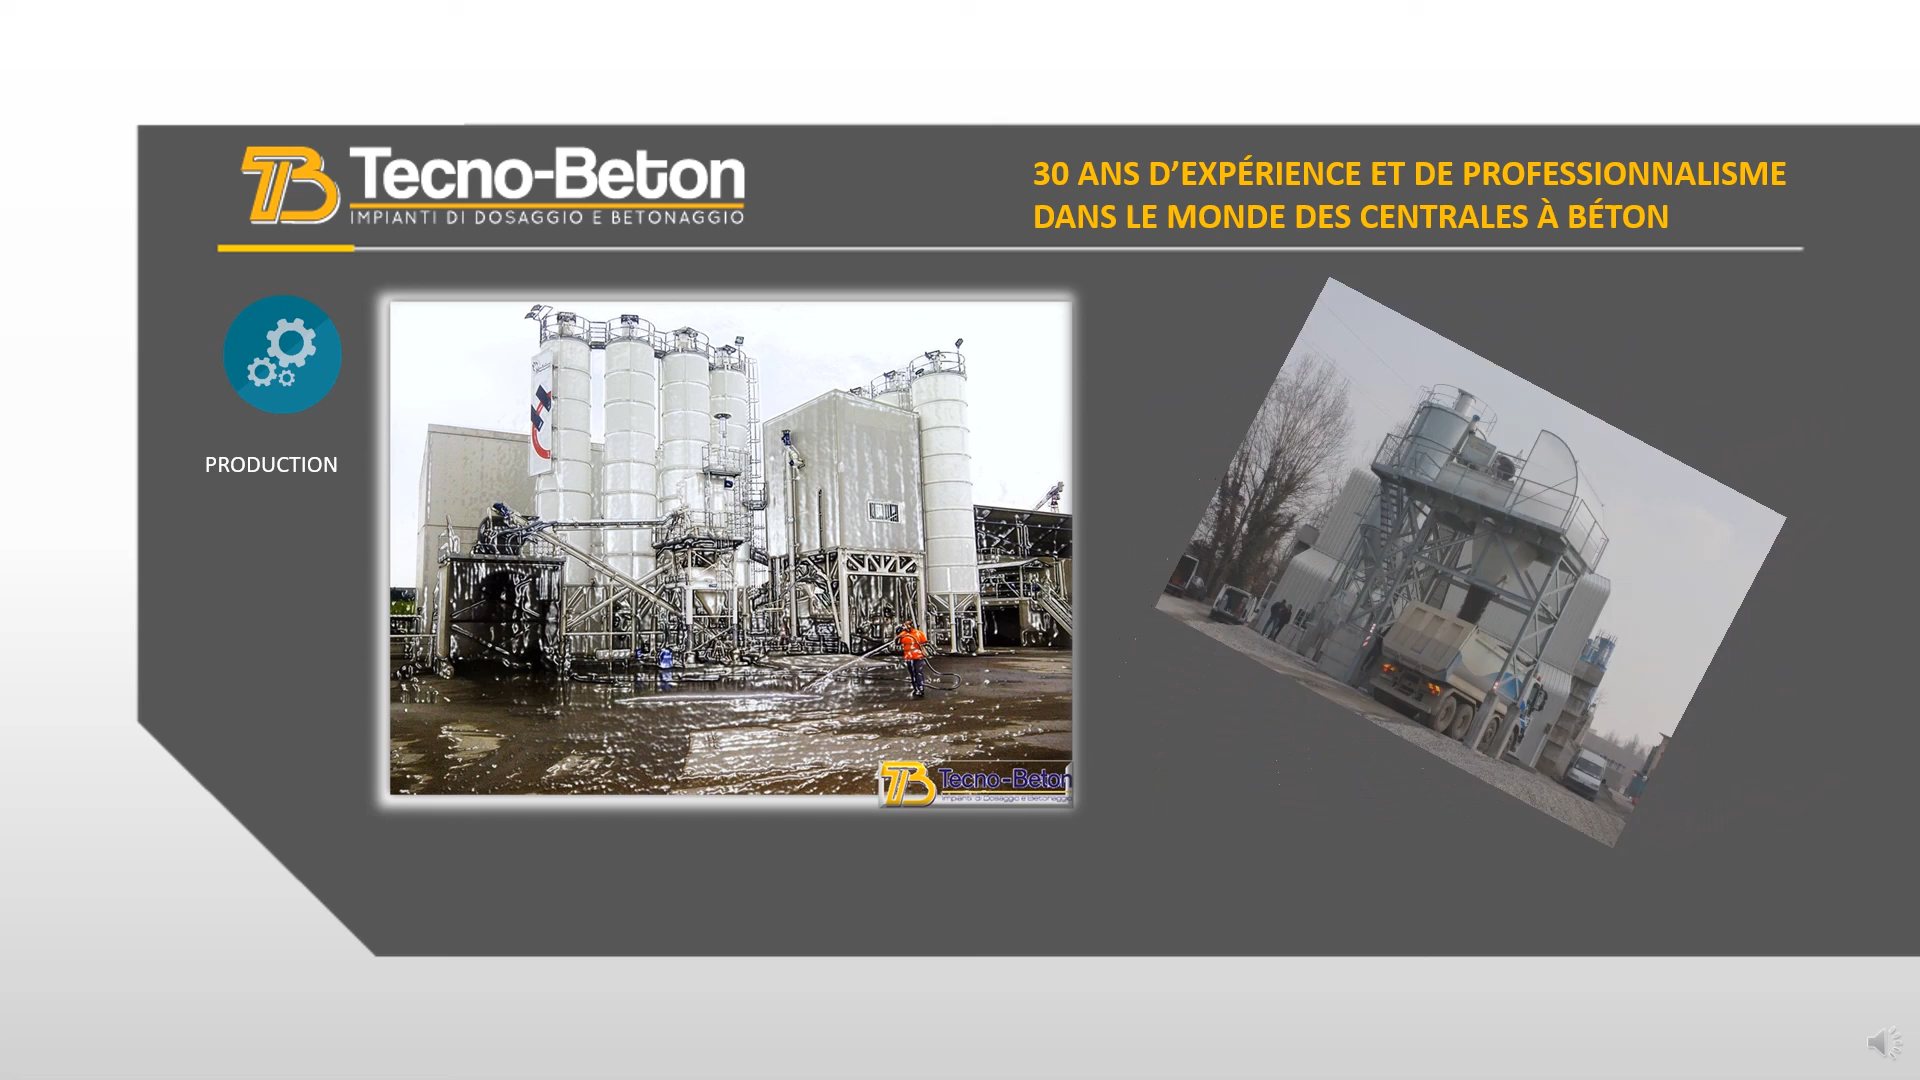 Tecno-Beton
IMPIANTI DI DOSAGGIO E BETONAGGIO
30 ANS D’EXPÉRIENCE ET DE PROFESSIONNALISME
DANS LE MONDE DES CENTRALES À BÉTON
PRODUCTION
Tecno-Beton
Impianti di Dosaggio e Betonaggio